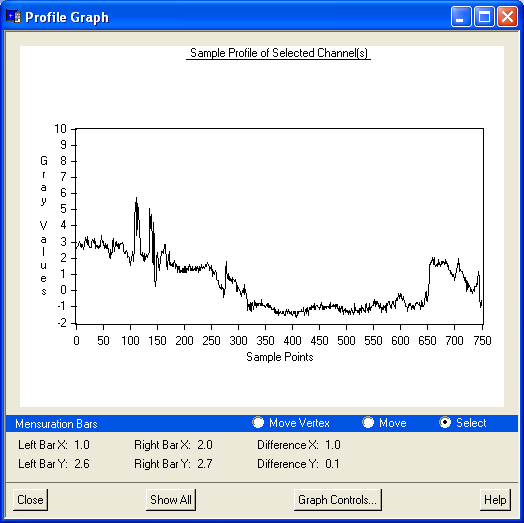 Profile Graph
Sample Profile of Selected Channel(s)
10
9
8
7
6
5
4
3
2
1
0
-1
-2
Gray Values
0 50 100 150 200 250 300 350 400 450 500 550 600 650 700 750
Sample Points
Mensuration Bars Move Vertex Move Select
Left Bar X: 1.0 Right Bar X: 2.0 Difference X: 1.0
Left Bar Y: 2.6 Right Bar Y: 2.7 Difference Y: 0.1
Close Show All Graph Controls... Help